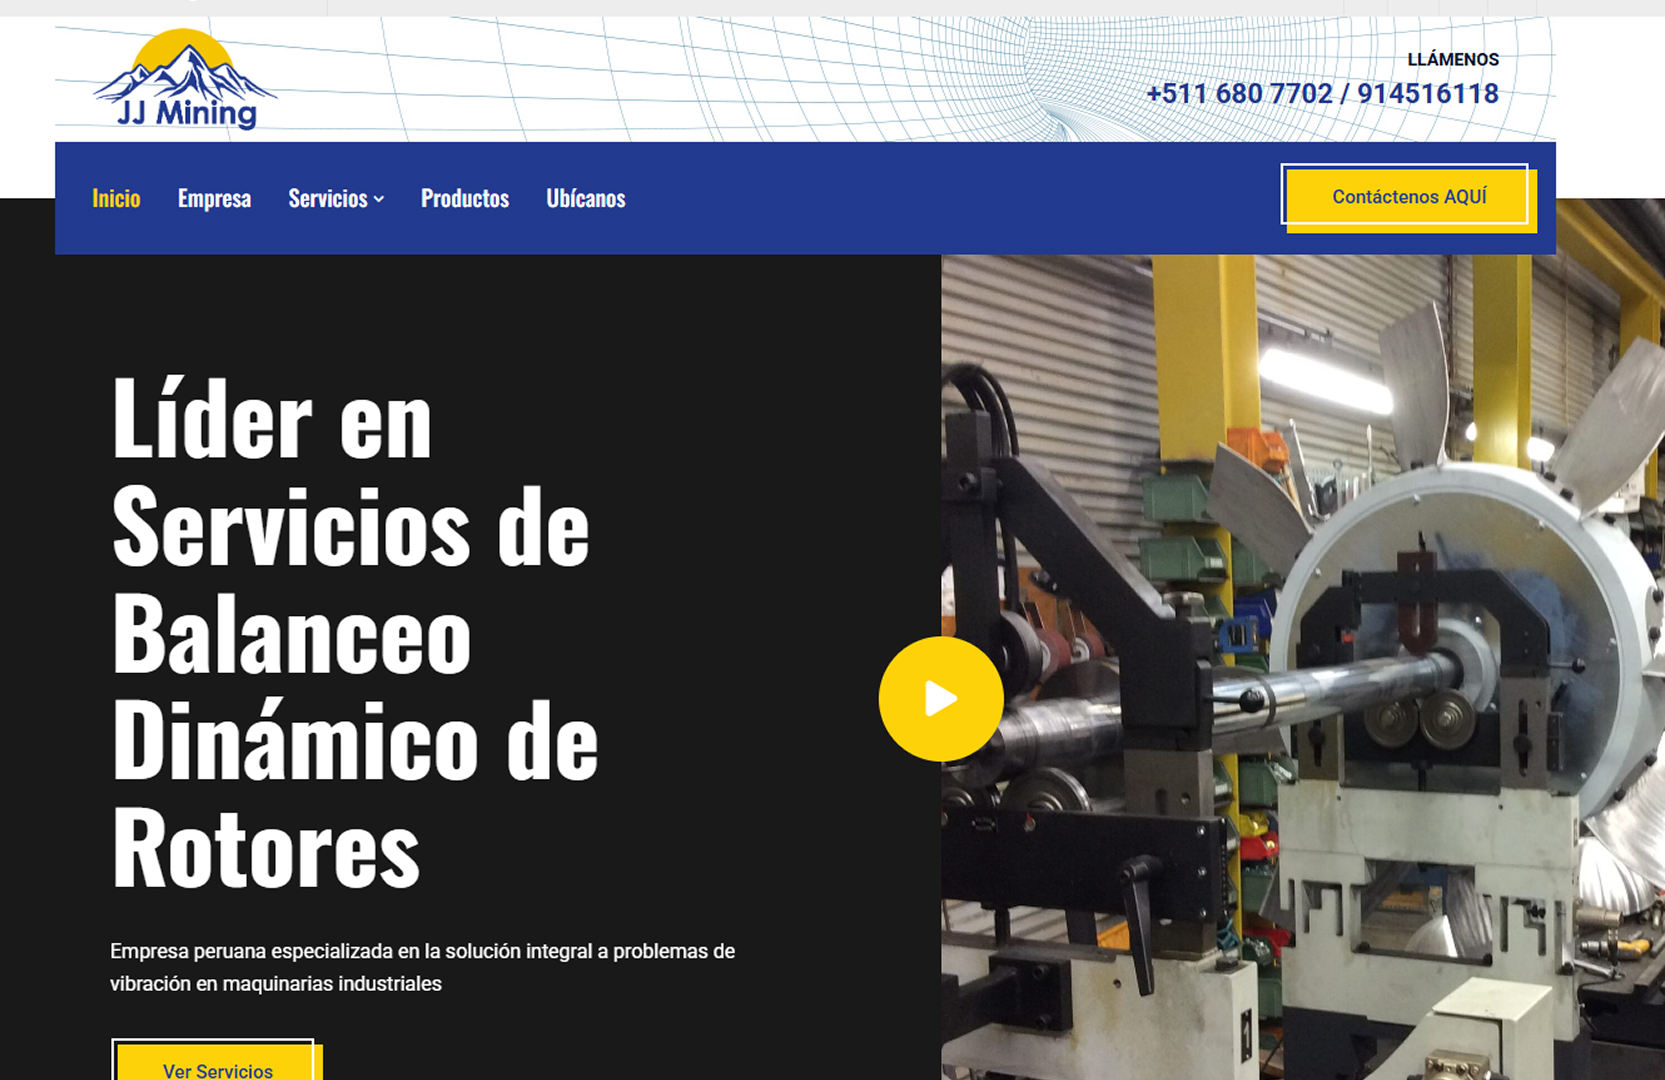 JJ Mining
LLÁMENOS
+511 680 7702 / 914516118
Inicio
Empresa
Servicios
Productos
Ubícanos
Contáctenos AQUÍ
Líder en
Servicios de
Balanceo
Dinámico de
Rotores
Empresa peruana especializada en la solución integral a problemas de
vibración en maquinarias industriales
Ver Servicios
1